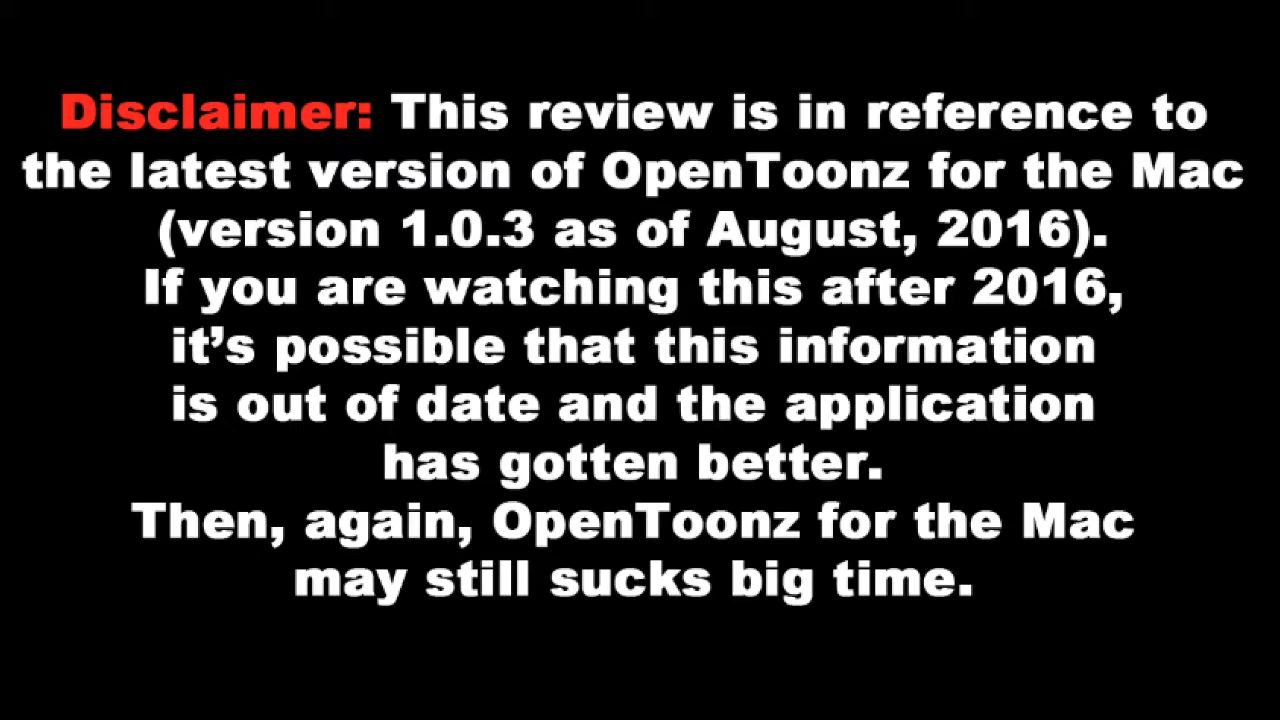 Disclaimer: This review is in reference to
the latest version of OpenToonz for the Mac
(version 1.0.3 as of August, 2016).
If you are watching this after 2016,
it’s possible that this information
is out of date and the application
has gotten better.
Then, again, OpenToonz for the Mac
may still sucks big time.